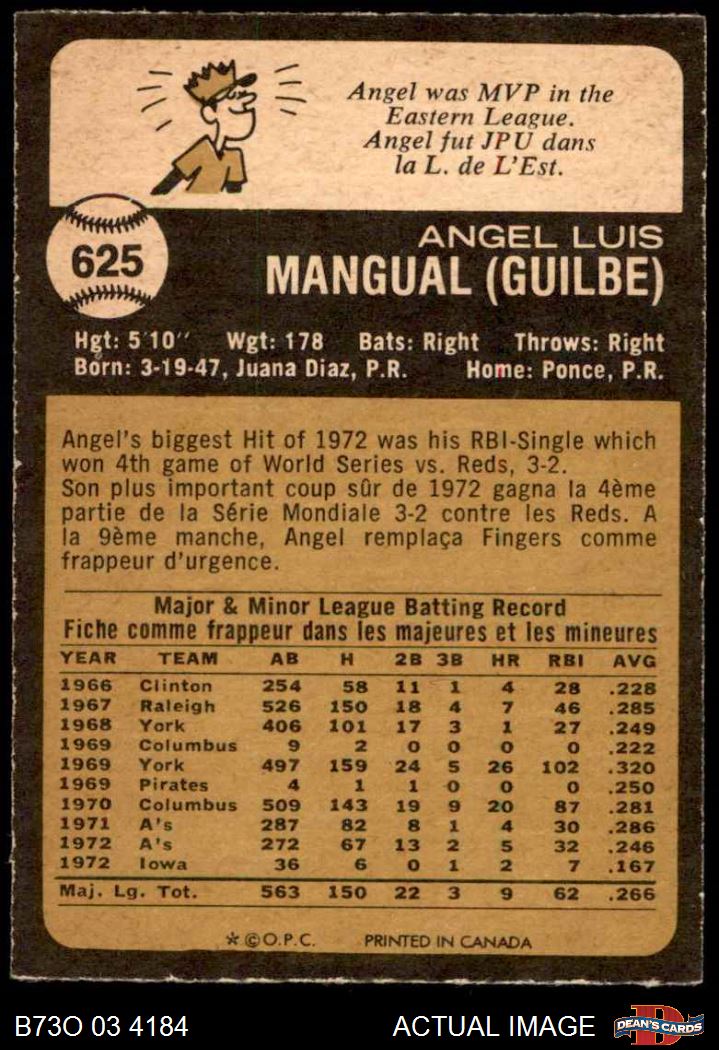 Angel was MVP in the
Eastern League.
Angel fut JPU dans
la L. de L'Est.
625
ANGEL LUIS
MANGUAL (GUILBE)
Hgt: 5'10'' Wgt: 178 Bats: Right Throws: Right
Born: 3-19-47, Juana Diaz, P.R. Home: Ponce, P.R.
Angel's biggest Hit of 1972 was his RBI-Single which
won 4th game of World Series vs. Reds, 3-2.
Son plus important coup sûr de 1972 gagna la 4ème
partie de la Série Mondiale 3-2 contre les Reds. A
la 9ème manche, Angel remplaça Fingers comme
frappeur d'urgence.
Major & Minor League Batting Record
Fiche comme frappeur dans les majeures et les mineures
YEAR TEAM AB H 2B 3B HR RBI AVG
1966 Clinton 254 58 11 1 4 28 .228
1967 Raleigh 526 150 18 4 7 46 .285
1968 York 406 101 17 3 1 27 .249
1969 Columbus 9 2 0 0 0 0 .222
1969 York 497 159 24 5 26 102 .320
1969 Pirates 4 1 1 0 0 0 .250
1970 Columbus 509 143 19 9 20 87 .281
1971 A's 287 82 8 1 4 30 .286
1972 A's 272 67 13 2 5 32 .246
1972 Iowa 36 6 0 1 2 7 .167
Maj. Lg. Tot. 563 150 22 3 9 62 .266
* © O.P.C. PRINTED IN CANADA
B73O 03 4184 ACTUAL IMAGE D DEAN'S CARDS